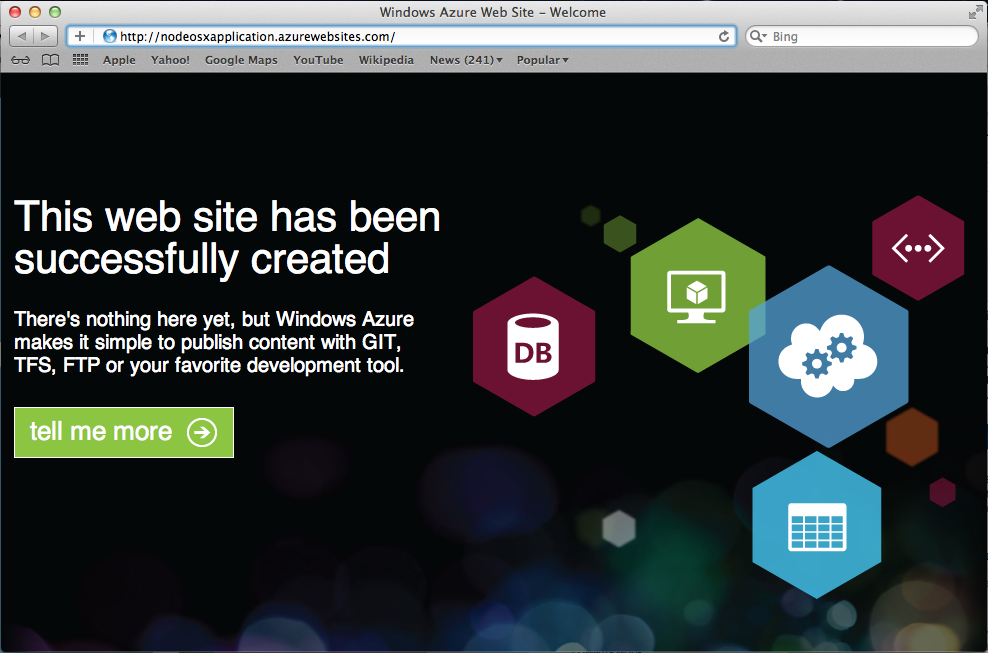 Windows Azure Web Site – Welcome
http://nodeosxapplication.azurewebsites.com/
Bing
Apple Yahoo! Google Maps YouTube Wikipedia News (241) Popular
This web site has been
successfully created
There's nothing here yet, but Windows Azure
makes it simple to publish content with GIT,
TFS, FTP or your favorite development tool.
tell me more
DB